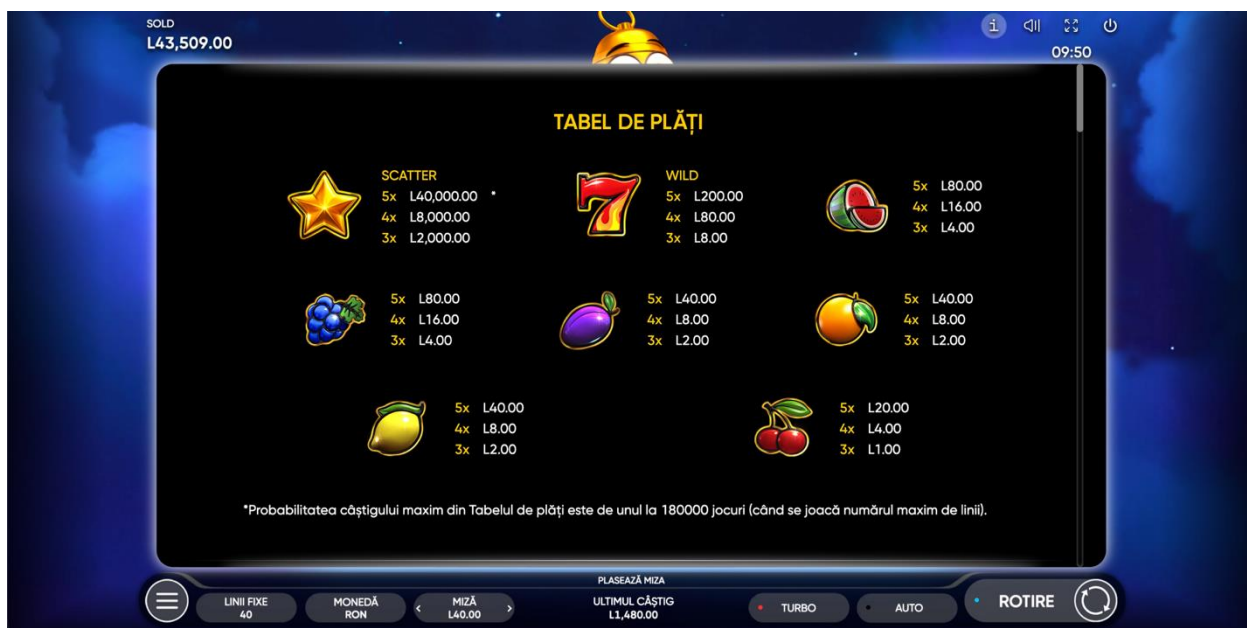 SOLD
L43,509.00
09:50
TABEL DE PLĂȚI
SCATTER
5x L40,000.00 *
4x L8,000.00
3x L2,000.00
WILD
5x L200.00
4x L80.00
3x L8.00
5x L80.00
4x L16.00
3x L4.00
5x L80.00
4x L16.00
3x L4.00
5x L40.00
4x L8.00
3x L2.00
5x L40.00
4x L8.00
3x L2.00
5x L40.00
4x L8.00
3x L2.00
5x L20.00
4x L4.00
3x L1.00
*Probabilitatea câștigului maxim din Tabelul de plăți este de unul la 180000 jocuri (când se joacă numărul maxim de linii).
PLASEAZĂ MIZA
LINII FIXE
40
MONEDĂ
RON
MIZĂ
L40.00
ULTIMUL CÂȘTIG
L1,480.00
TURBO
AUTO
ROTIRE